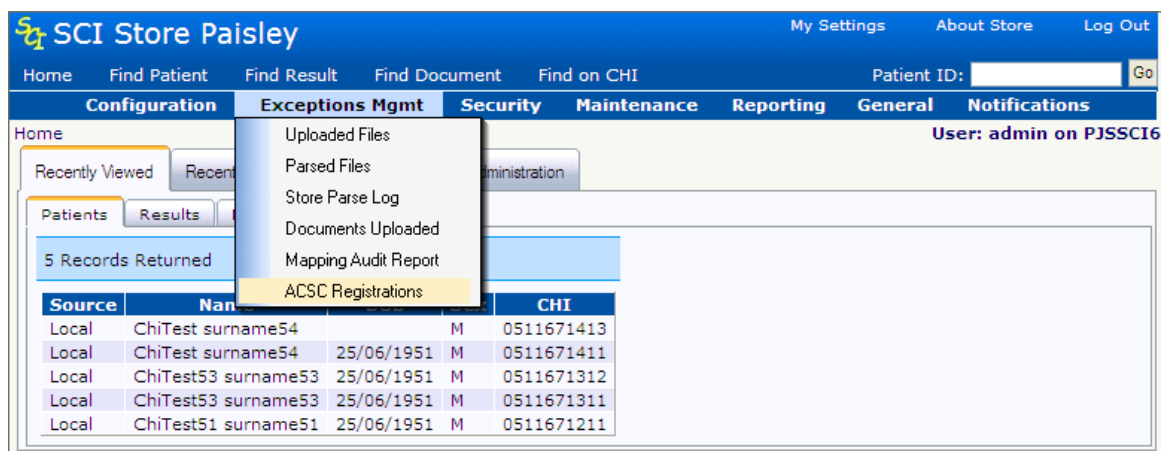 SCI Store Paisley
My Settings About Store Log Out
Home Find Patient Find Result Find Document Find on CHI Patient ID: Go
Configuration Exceptions Mgmt Security Maintenance Reporting General Notifications
Home User: admin on PJSSCI6
Uploaded Files
Parsed Files
Store Parse Log
Documents Uploaded
Mapping Audit Report
ACSC Registrations
Recently Viewed
Patients Results
5 Records Returned
Source CHI
Local ChiTest surname54 M 0511671413
Local ChiTest surname54 25/06/1951 M 0511671411
Local ChiTest53 surname53 25/06/1951 M 0511671312
Local ChiTest53 surname53 25/06/1951 M 0511671311
Local ChiTest51 surname51 25/06/1951 M 0511671211